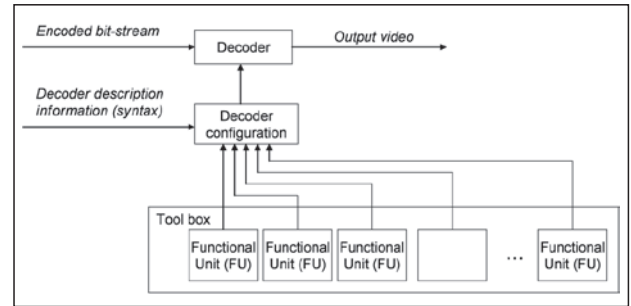 Encoded bit-stream
Decoder
Output video
Decoder description
information (syntax)
Decoder
configuration
Tool box
Functional
Unit (FU)
Functional
Unit (FU)
Functional
Unit (FU)
...
Functional
Unit (FU)